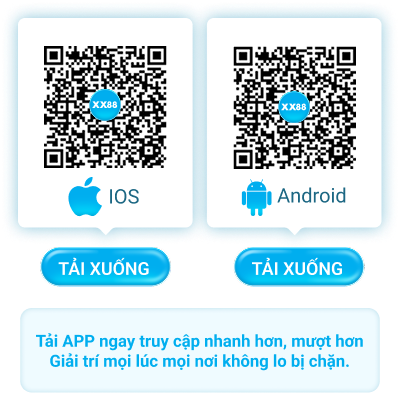 XX88
XX88
IOS
Android
TẢI XUỐNG
TẢI XUỐNG
Tải APP ngay truy cập nhanh hơn, mượt hơn
Giải trí mọi lúc mọi nơi không lo bị chặn.